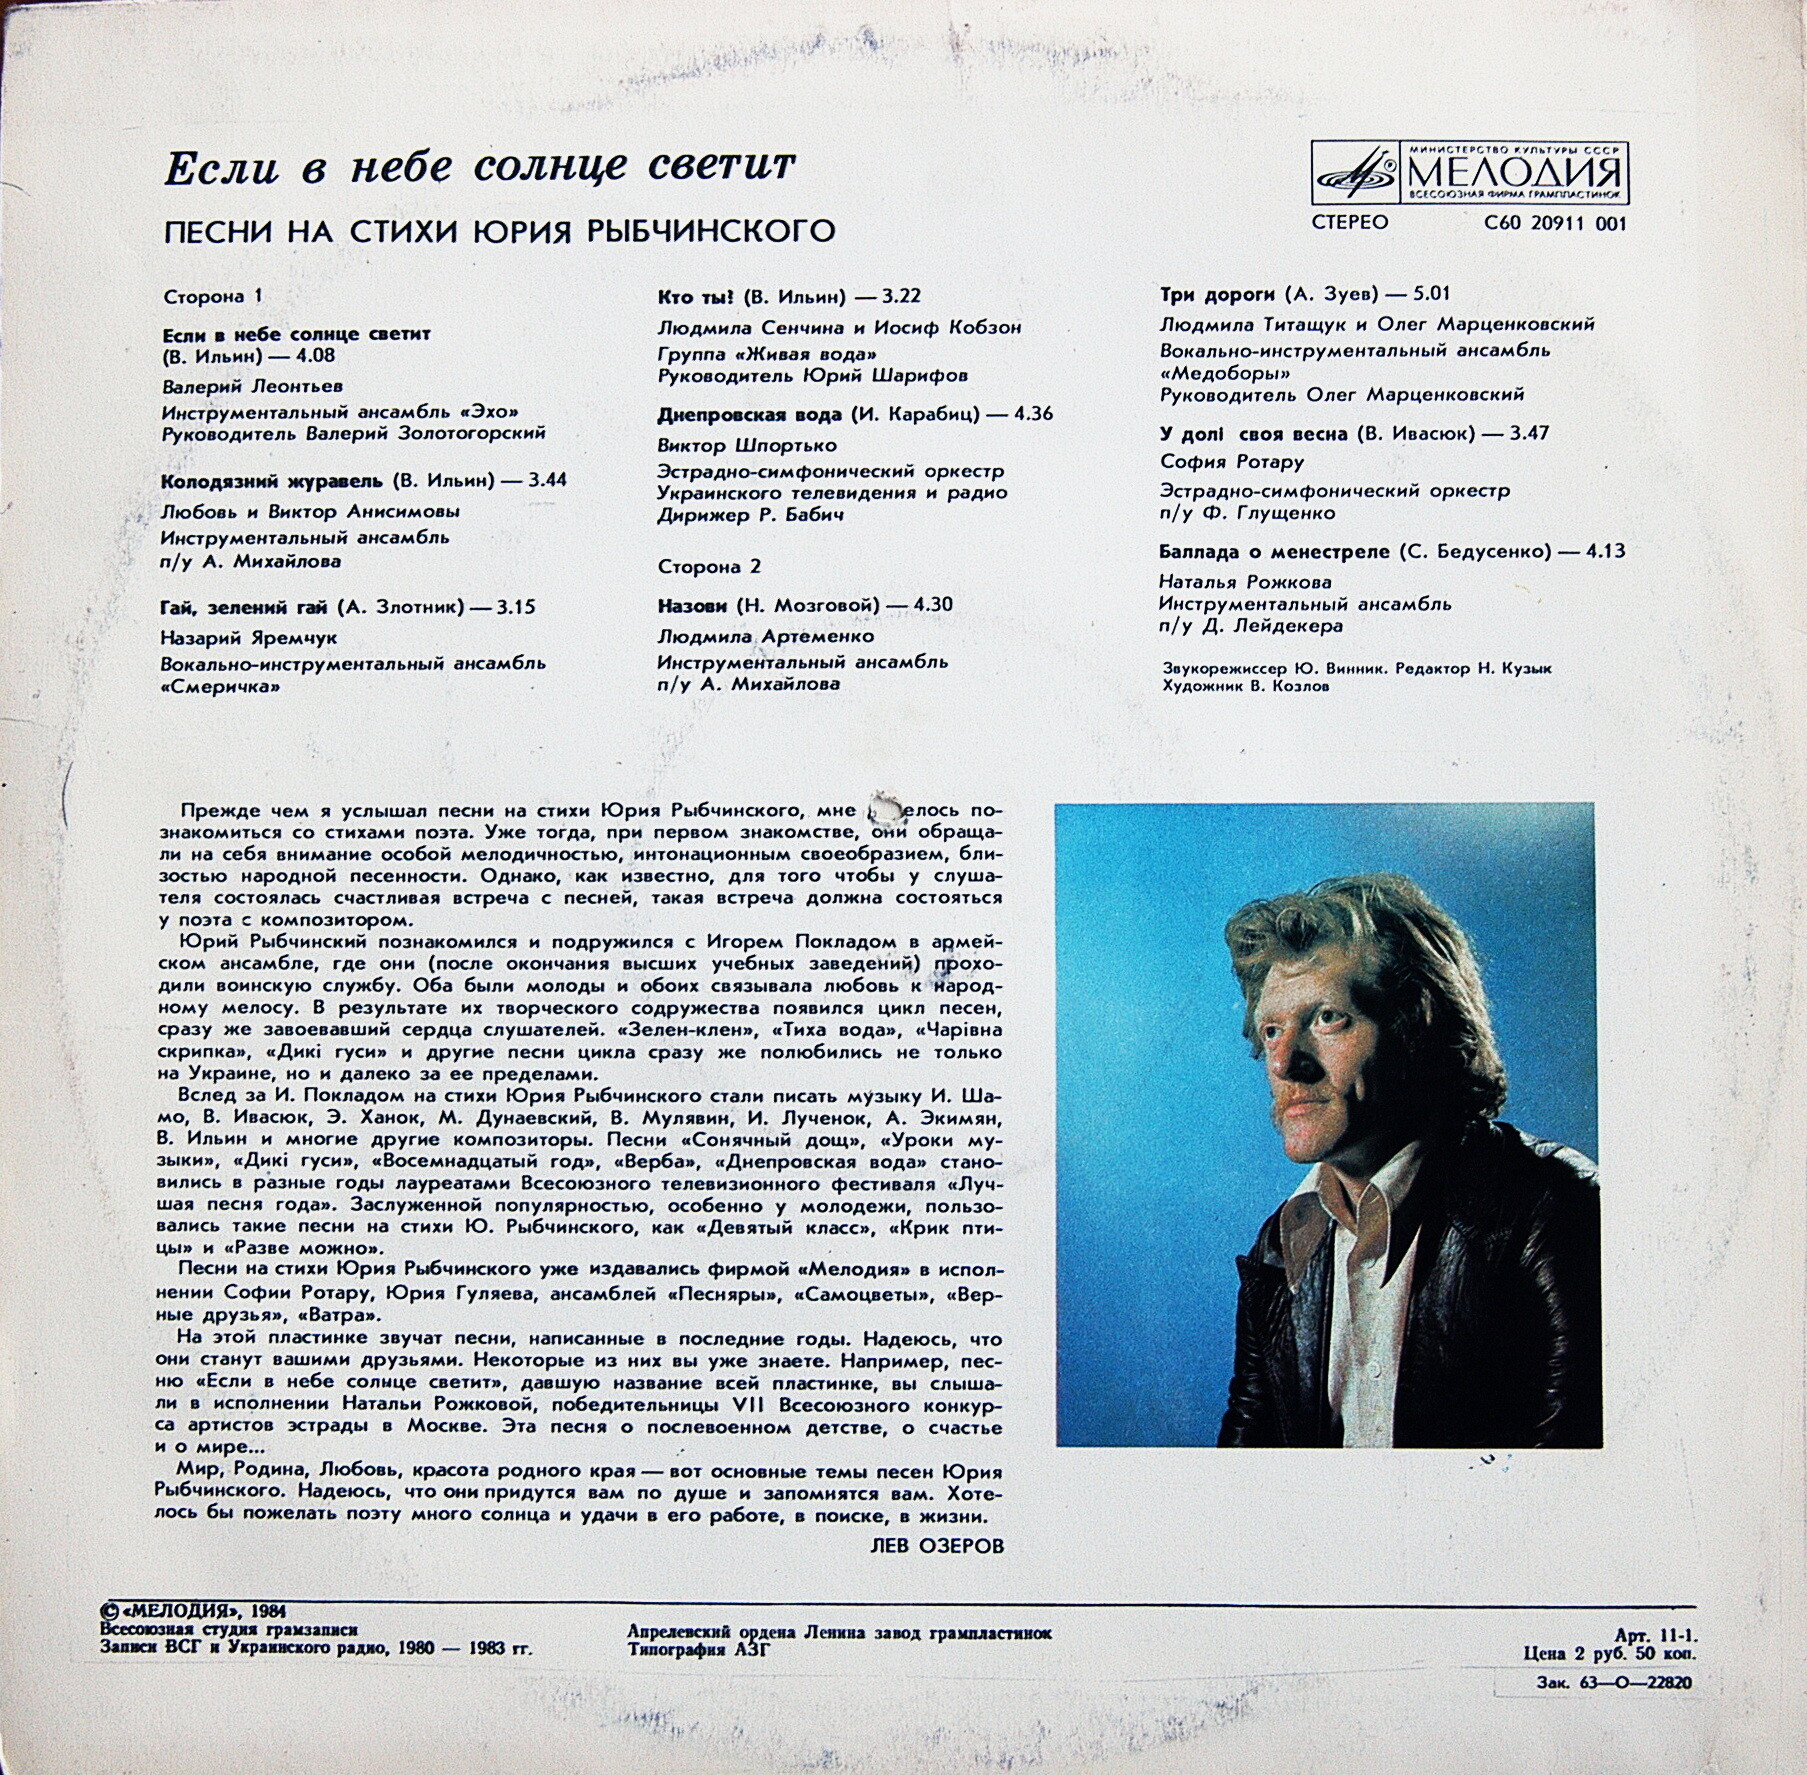 Если в небе солнце светит
ПЕСНИ НА СТИХИ ЮРИЯ РЫБЧИНСКОГО
МИНИСТЕРСТВО КУЛЬТУРЫ СССР
МЕЛОДИЯ
ВСЕСОЮЗНАЯ ФИРМА ГРАМПЛАСТИНОК
СТЕРЕО С60 20911 001
Сторона 1
Если в небе солнце светит
(В. Ильин) — 4.08
Валерий Леонтьев
Инструментальный ансамбль «Эхо»
Руководитель Валерий Золотогорский
Колодязний журавель (В. Ильин) — 3.44
Любовь и Виктор Анисимовы
Инструментальный ансамбль
п/у А. Михайлова
Гай, зелений гай (А. Злотник) — 3.15
Назарий Яремчук
Вокально-инструментальный ансамбль
«Смеричка»
Кто ты? (В. Ильин) — 3.22
Людмила Сенчина и Иосиф Кобзон
Группа «Живая вода»
Руководитель Юрий Шарифов
Днепровская вода (И. Карабиц) — 4.36
Виктор Шпортько
Эстрадно-симфонический оркестр
Украинского телевидения и радио
Дирижер Р. Бабич
Сторона 2
Назови (Н. Мозговой) — 4.30
Людмила Артеменко
Инструментальный ансамбль
п/у А. Михайлова
Три дороги (А. Зуев) — 5.01
Людмила Титащук и Олег Марценковский
Вокально-инструментальный ансамбль
«Медоборы»
Руководитель Олег Марценковский
У долі своя весна (В. Ивасюк) — 3.47
София Ротару
Эстрадно-симфонический оркестр
п/у Ф. Глущенко
Баллада о менестреле (С. Бедусенко) — 4.13
Наталья Рожкова
Инструментальный ансамбль
п/у Д. Лейдекера
Звукорежиссер Ю. Винник. Редактор Н. Кузык
Художник В. Козлов
Прежде чем я услышал песни на стихи Юрия Рыбчинского, мне по-
знакомиться со стихами поэта. Уже тогда, при первом знакомстве, они обраща-
ли на себя внимание особой мелодичностью, интонационным своеобразием, бли-
зостью народной песенности. Однако, как известно, для того чтобы у слуша-
теля состоялась счастливая встреча с песней, такая встреча должна состояться
у поэта с композитором.
Юрий Рыбчинский познакомился и подружился с Игорем Покладом в армей-
ском ансамбле, где они (после окончания высших учебных заведений) прохо-
дили воинскую службу. Оба были молоды и обоих связывала любовь к народ-
ному мелосу. В результате их творческого содружества появился цикл песен,
сразу же завоевавший сердца слушателей. «Зелен-клен», «Тиха вода», «Чарівна
скрипка», «Дикі гуси» и другие песни цикла сразу же полюбились не только
на Украине, но и далеко за ее пределами.
Вслед за И. Покладом на стихи Юрия Рыбчинского стали писать музыку И. Ша-
мо, В. Ивасюк, Э. Ханок, М. Дунаевский, В. Мулявин, И. Лученок, А. Экимян,
В. Ильин и многие другие композиторы. Песни «Сонячный дощ», «Уроки му-
зыки», «Дикі гуси», «Восемнадцатый год», «Верба», «Днепровская вода» стано-
вились в разные годы лауреатами Всесоюзного телевизионного фестиваля «Луч-
шая песня года». Заслуженной популярностью, особенно у молодежи, пользо-
вались такие песни на стихи Ю. Рыбчинского, как «Девятый класс», «Крик пти-
цы» и «Разве можно».
Песни на стихи Юрия Рыбчинского уже издавались фирмой «Мелодия» в испол-
нении Софии Ротару, Юрия Гуляева, ансамблей «Песняры», «Самоцветы», «Вер-
ные друзья», «Ватра».
На этой пластинке звучат песни, написанные в последние годы. Надеюсь, что
они станут вашими друзьями. Некоторые из них вы уже знаете. Например, пес-
ню «Если в небе солнце светит», давшую название всей пластинке, вы слыша-
ли в исполнении Натальи Рожковой, победительницы VII Всесоюзного конкур-
са артистов эстрады в Москве. Эта песня о послевоенном детстве, о счастье
и о мире...
Мир, Родина, Любовь, красота родного края — вот основные темы песен Юрия
Рыбчинского. Надеюсь, что они придутся вам по душе и запомнятся вам. Хоте-
лось бы пожелать поэту много солнца и удачи в его работе, в поиске, в жизни.
ЛЕВ ОЗЕРОВ
© «МЕЛОДИЯ», 1984
Всесоюзная студия грамзаписи
Записи ВСГ и Украинского радио, 1980 — 1983 гг.
Апрелевский ордена Ленина завод грампластинок
Типография АЗГ
Арт. 11-1.
Цена 2 руб. 50 коп.
Зак. 63—О—22820